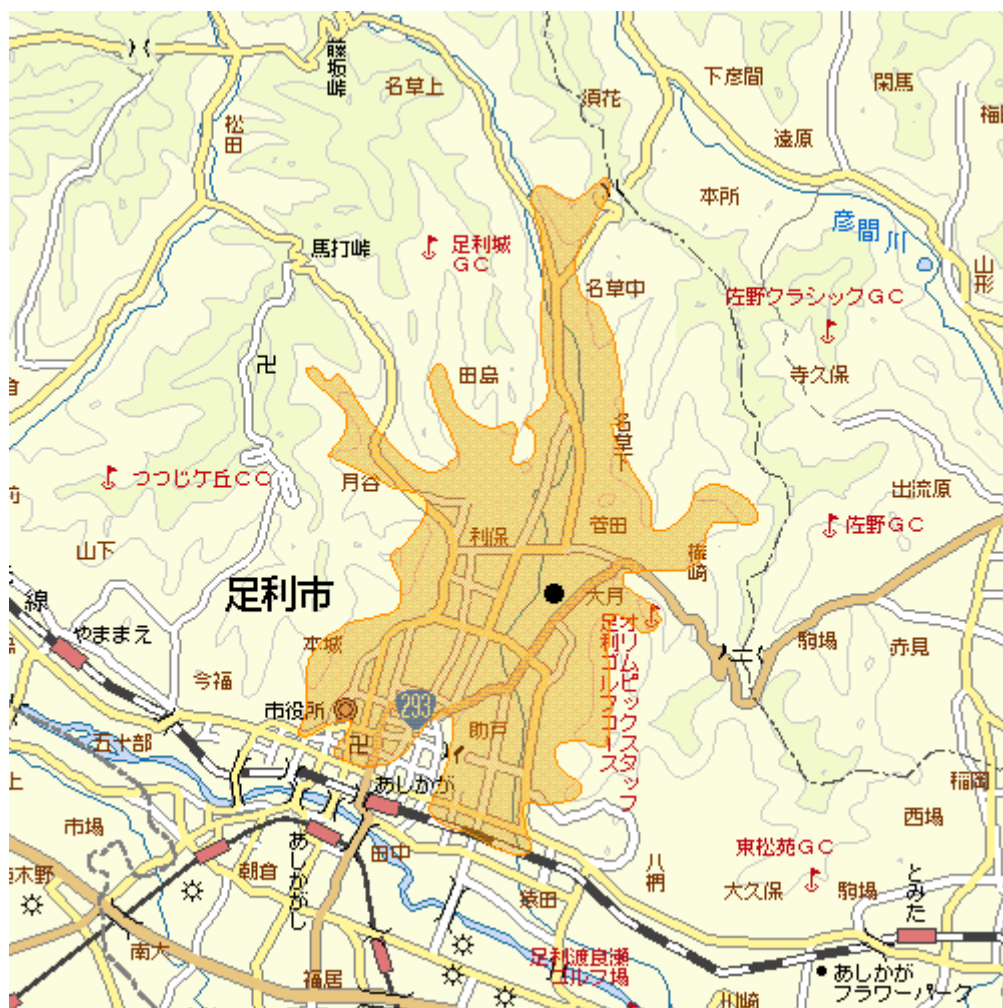 名草上
須花
下彦間
閑馬
遠原
松田
本所
彦間川
山形
馬打峠
足利城
GC
名草中
佐野クラシックGC
寺久保
田島
名草下
つつじケ丘CC
月谷
出流原
佐野GC
菅田
利保
樺崎
山下
足利市
大月
線
やままえ
本城
駒場
赤見
オリムピックスタッフ
足利ゴルフコース
今福
市役所
293
助戸
五十部
あしかが
稲岡
市場
あしかがし
田中
西場
朝倉
東松苑GC
八椚
大久保
駒場
とみた
猿田
南大
福居
足利渡良瀬
ゴルフ場
あしかが
フラワーパーク
川崎